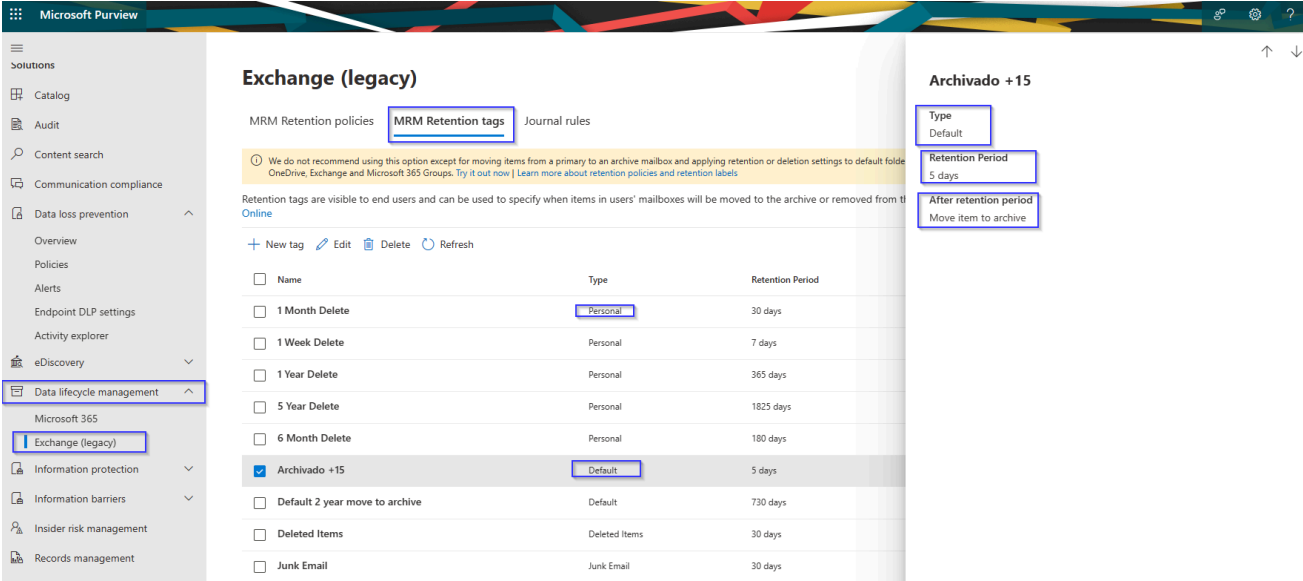 Microsoft Purview
?
Solutions
Catalog
Audit
Content search
Communication compliance
Data loss prevention
Overview
Policies
Alerts
Endpoint DLP settings
Activity explorer
eDiscovery
Data lifecycle management
Microsoft 365
Exchange (legacy)
Information protection
Information barriers
Insider risk management
Records management
Exchange (legacy)
MRM Retention policies MRM Retention tags Journal rules
We do not recommend using this option except for moving items from a primary to an archive mailbox and applying retention or deletion settings to default folde
OneDrive, Exchange and Microsoft 365 Groups. Try it out now | Learn more about retention policies and retention labels
Retention tags are visible to end users and can be used to specify when items in users' mailboxes will be moved to the archive or removed from th
Online
New tag Edit Delete Refresh
Name Type Retention Period
1 Month Delete Personal 30 days
1 Week Delete Personal 7 days
1 Year Delete Personal 365 days
5 Year Delete Personal 1825 days
6 Month Delete Personal 180 days
Archivado +15 Default 5 days
Default 2 year move to archive Default 730 days
Deleted Items Deleted Items 30 days
Junk Email Junk Email 30 days
Archivado +15
Type
Default
Retention Period
5 days
After retention period
Move item to archive